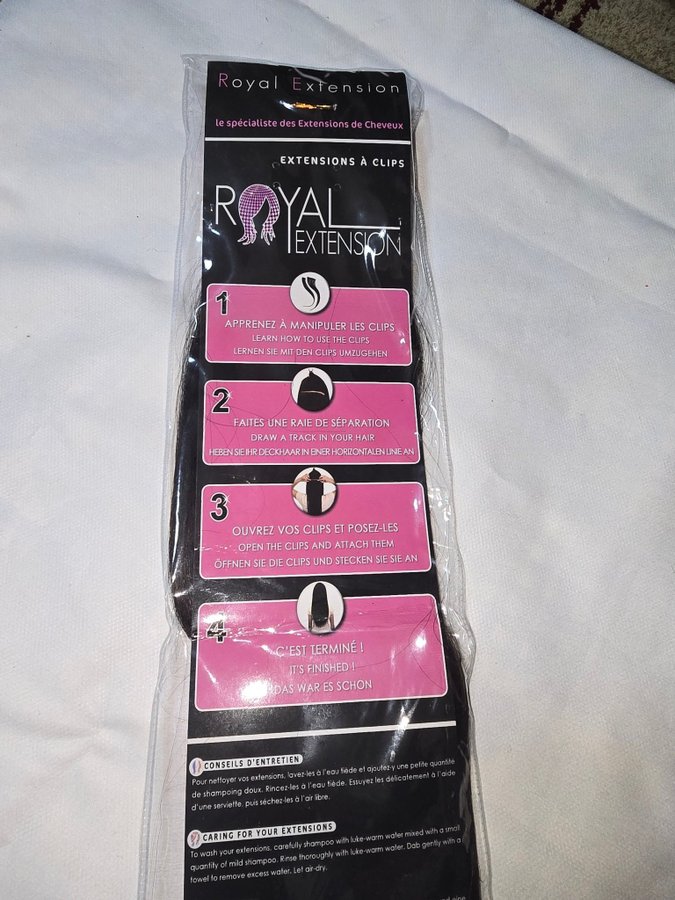 Royal Extension
le spécialiste des Extensions de Cheveux
EXTENSIONS À CLIPS
ROYAL
EXTENSION
1
APPRENEZ À MANIPULER LES CLIPS
LEARN HOW TO USE THE CLIPS
LERNEN SIE MIT DEN CLIPS UMZUGEHEN
2
FAITES UNE RAIE DE SÉPARATION
DRAW A TRACK IN YOUR HAIR
HEBEN SIE IHR DECKHAAR IN EINER HORIZONTALEN LINIE AN
3
OUVREZ VOS CLIPS ET POSEZ-LES
OPEN THE CLIPS AND ATTACH THEM
ÖFFNEN SIE DIE CLIPS UND STECKEN SIE SIE AN
4
C'EST TERMINÉ !
IT'S FINISHED !
DAS WAR ES SCHON
CONSEILS D'ENTRETIEN
Pour nettoyer vos extensions, lavez-les à l'eau tiède et ajoutez-y une petite quantité
de shampoing doux. Rincez-les à l'eau tiède. Essuyez les délicatement à l'aide
d'une serviette, puis séchez-les à l'air libre.
CARING FOR YOUR EXTENSIONS
To wash your extensions, carefully shampoo with luke-warm water mixed with a small
quantity of mild shampoo. Rinse thoroughly with luke-warm water. Dab gently with a
towel to remove excess water. Let air-dry.